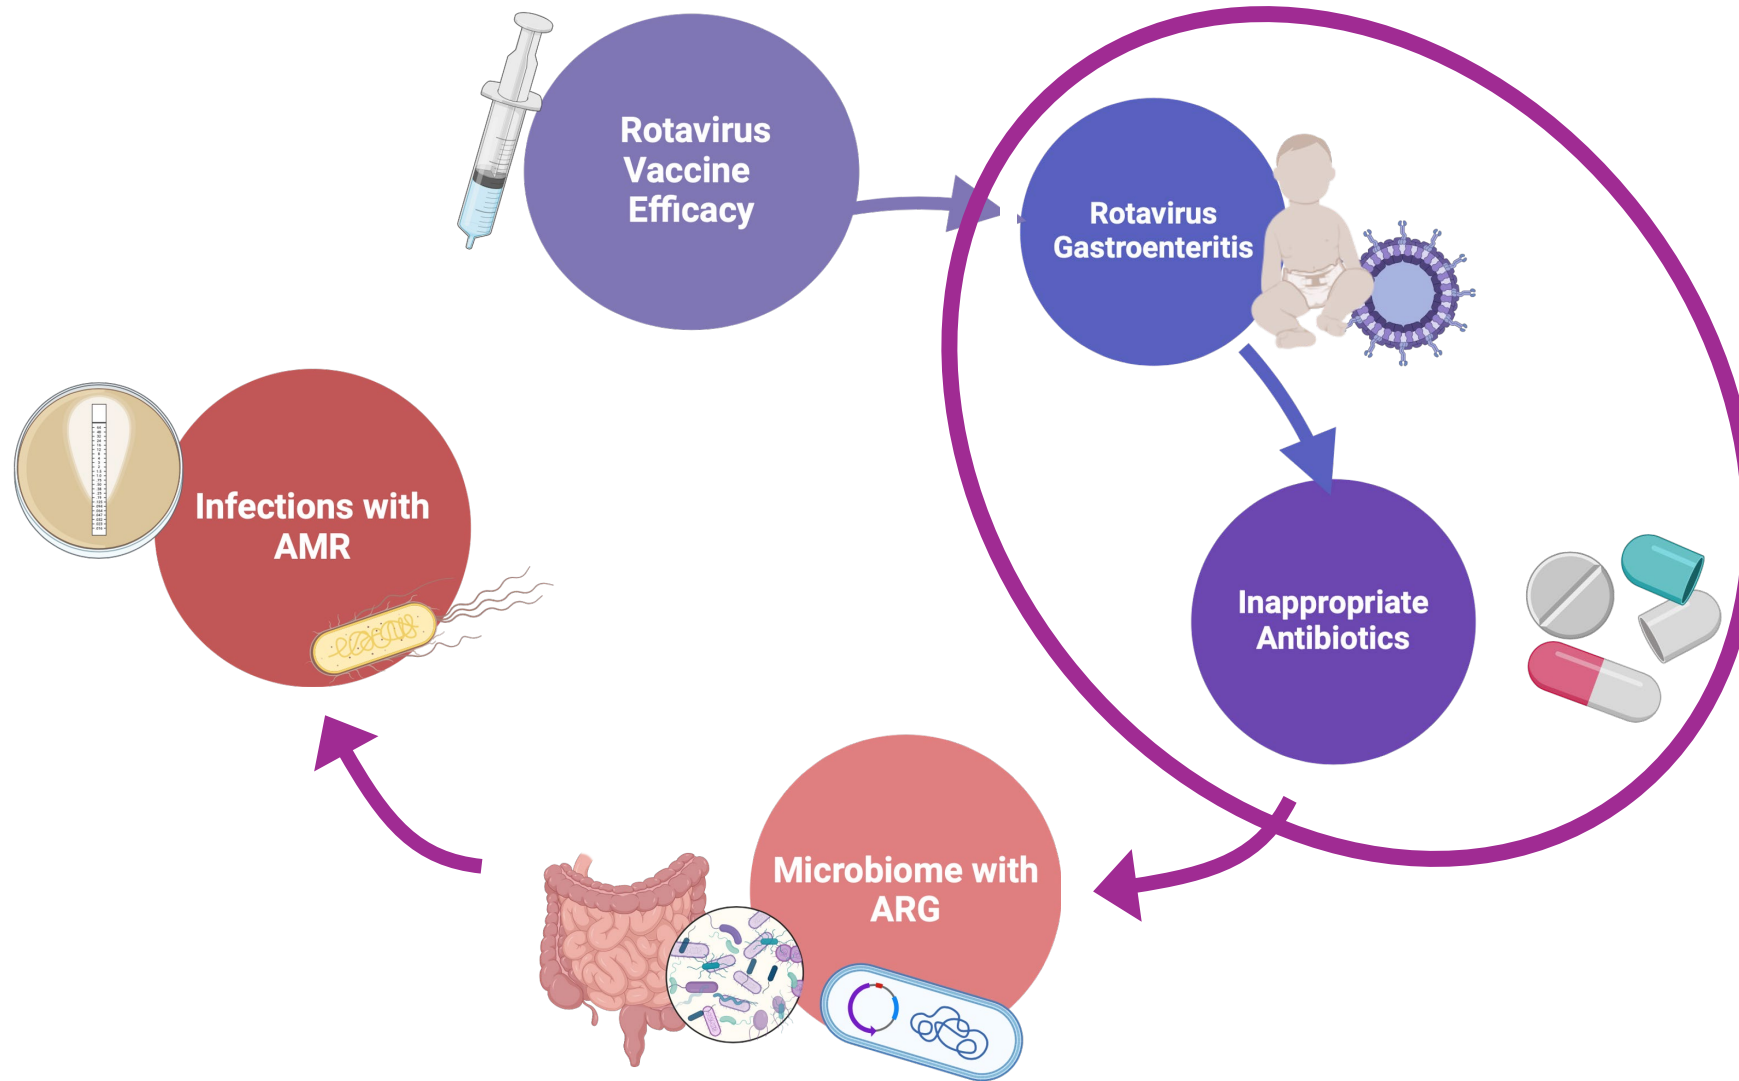 Rotavirus
Vaccine
Efficacy
Rotavirus
Gastroenteritis
Inappropriate
Antibiotics
Microbiome with
ARG
Infections with
AMR